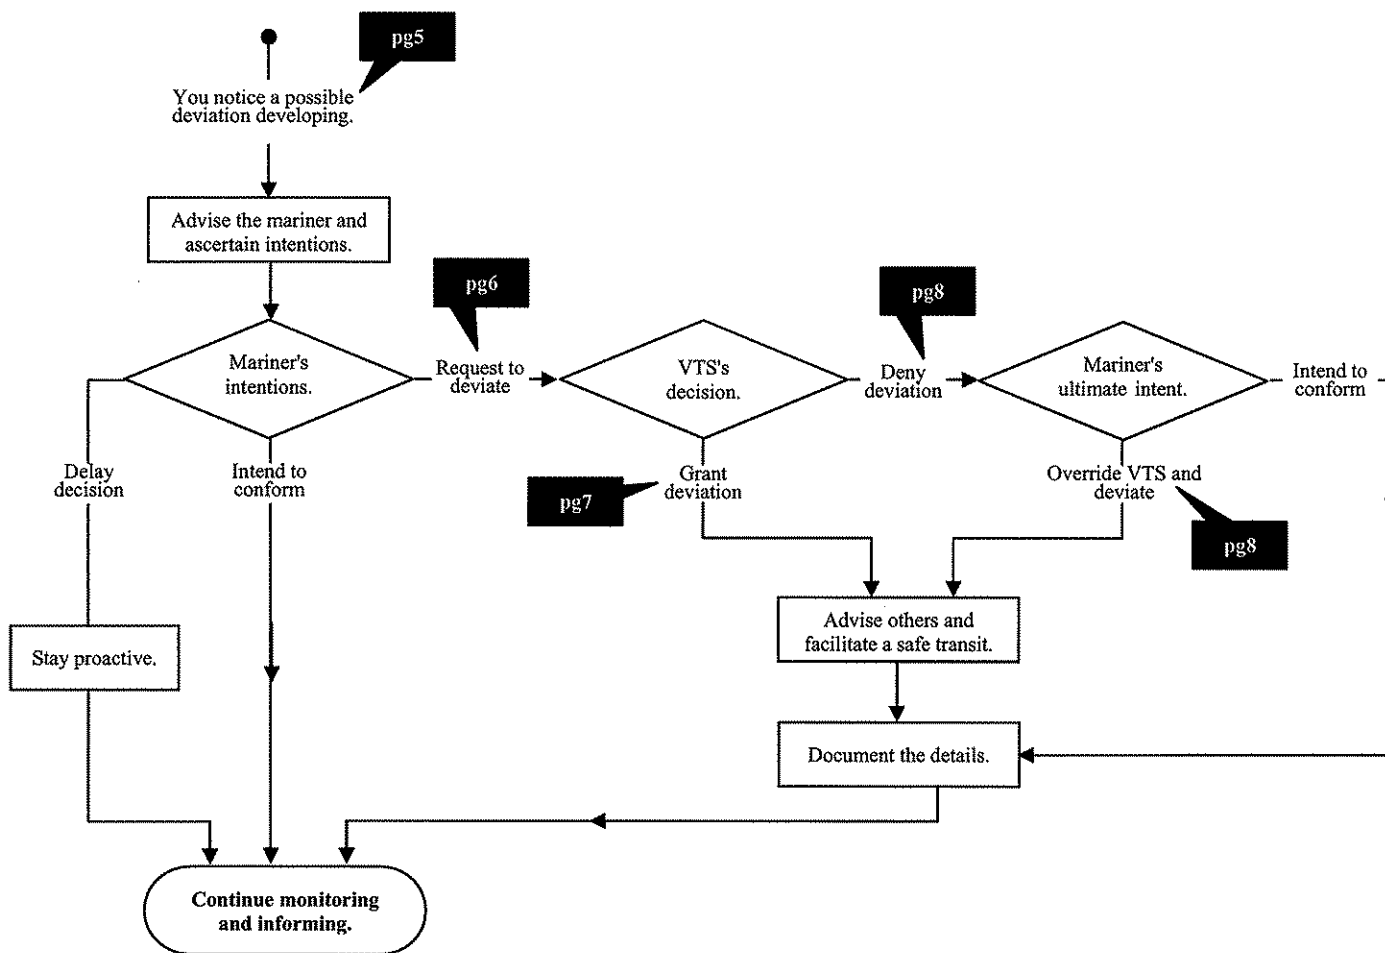 pg5
You notice a possible
deviation developing.
Advise the mariner and
ascertain intentions.
pg6
pg8
Mariner's
intentions.
Request to
deviate
VTS's
decision.
Deny
deviation
Mariner's
ultimate intent.
Intend to
conform
Delay
decision
Intend to
conform
pg7
Grant
deviation
Override VTS and
deviate
pg8
Stay proactive.
Advise others and
facilitate a safe transit.
Document the details.
Continue monitoring
and informing.